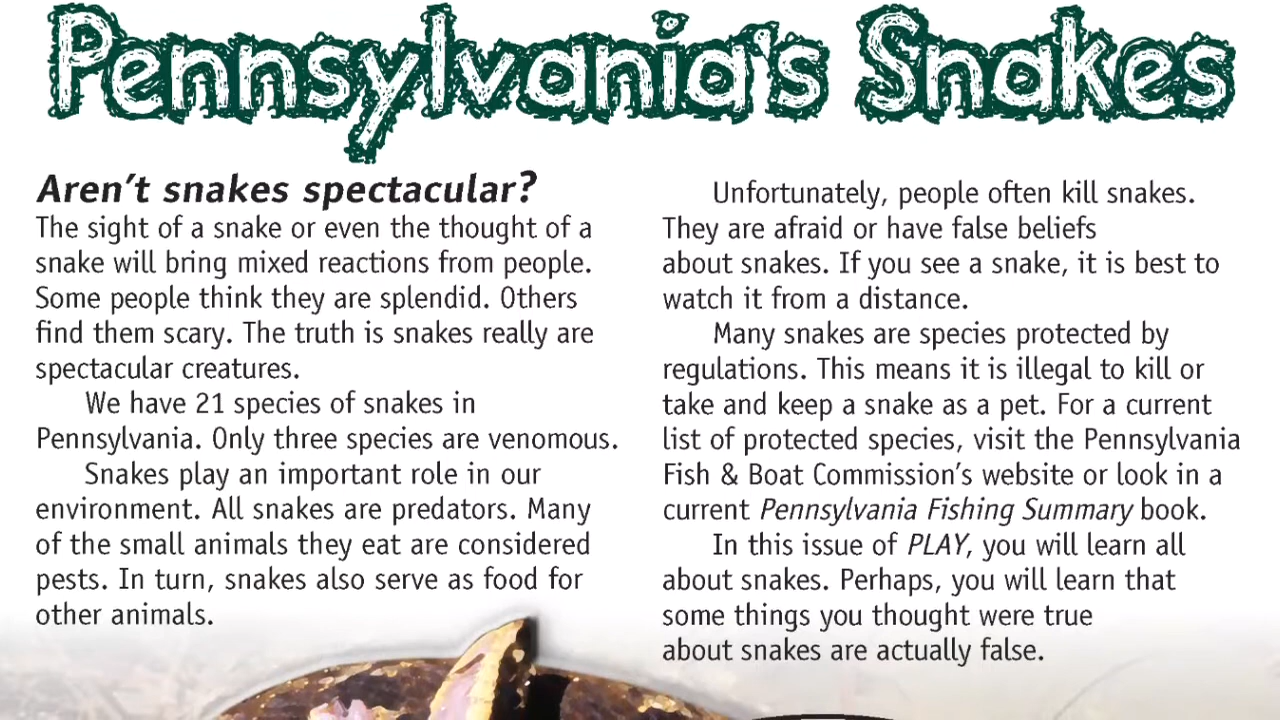 Pennsylvania's Snakes
Aren't snakes spectacular?
The sight of a snake or even the thought of a
snake will bring mixed reactions from people.
Some people think they are splendid. Others
find them scary. The truth is snakes really are
spectacular creatures.
We have 21 species of snakes in
Pennsylvania. Only three species are venomous.
Snakes play an important role in our
environment. All snakes are predators. Many
of the small animals they eat are considered
pests. In turn, snakes also serve as food for
other animals.
Unfortunately, people often kill snakes.
They are afraid or have false beliefs
about snakes. If you see a snake, it is best to
watch it from a distance.
Many snakes are species protected by
regulations. This means it is illegal to kill or
take and keep a snake as a pet. For a current
list of protected species, visit the Pennsylvania
Fish & Boat Commission's website or look in a
current Pennsylvania Fishing Summary book.
In this issue of PLAY, you will learn all
about snakes. Perhaps, you will learn that
some things you thought were true
about snakes are actually false.